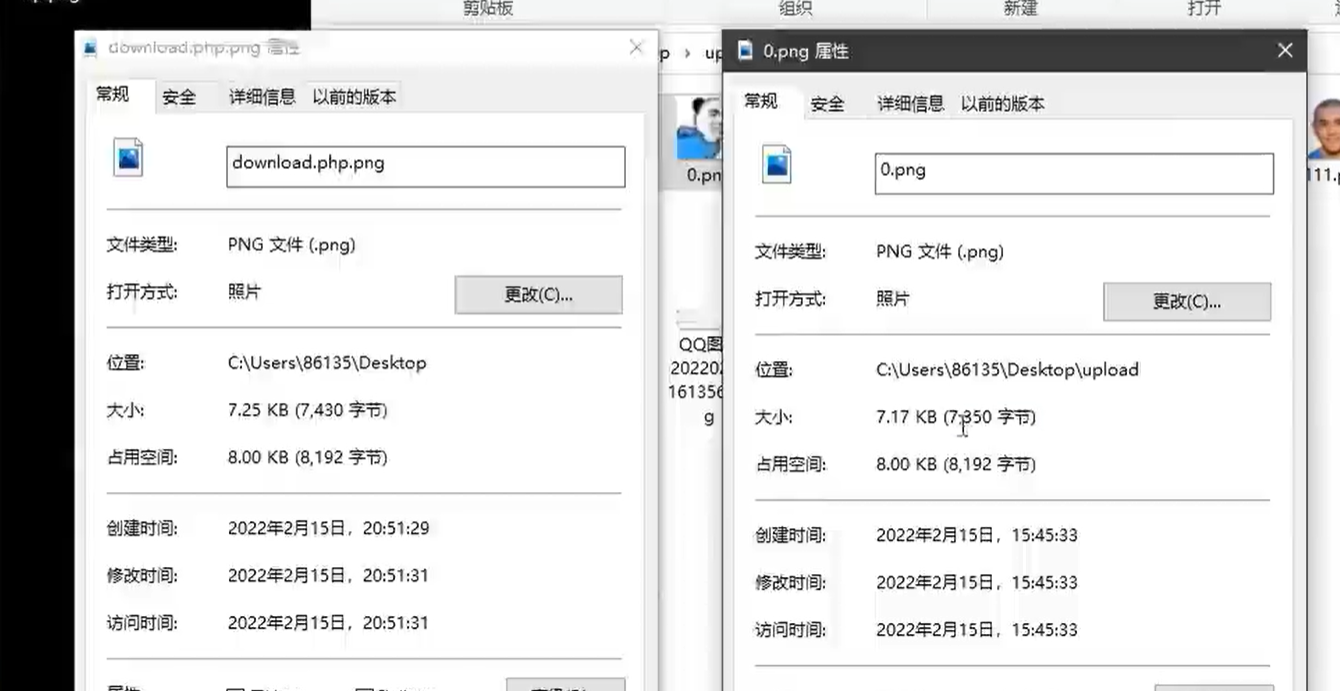 剪贴板
组织
新建
打开
download.php.png 属性
常规
安全
详细信息
以前的版本
download.php.png
文件类型:
PNG 文件 (.png)
打开方式:
照片
更改(C)...
位置:
C:\Users\86135\Desktop
大小:
7.25 KB (7,430 字节)
占用空间:
8.00 KB (8,192 字节)
创建时间:
2022年2月15日，20:51:29
修改时间:
2022年2月15日，20:51:31
访问时间:
2022年2月15日，20:51:31
p › up
0.pn
QQ图
20220
161356
g
0.png 属性
常规
安全
详细信息
以前的版本
0.png
文件类型:
PNG 文件 (.png)
打开方式:
照片
更改(C)...
位置:
C:\Users\86135\Desktop\upload
大小:
7.17 KB (7,350 字节)
占用空间:
8.00 KB (8,192 字节)
创建时间:
2022年2月15日，15:45:33
修改时间:
2022年2月15日，15:45:33
访问时间:
2022年2月15日，15:45:33
111.p